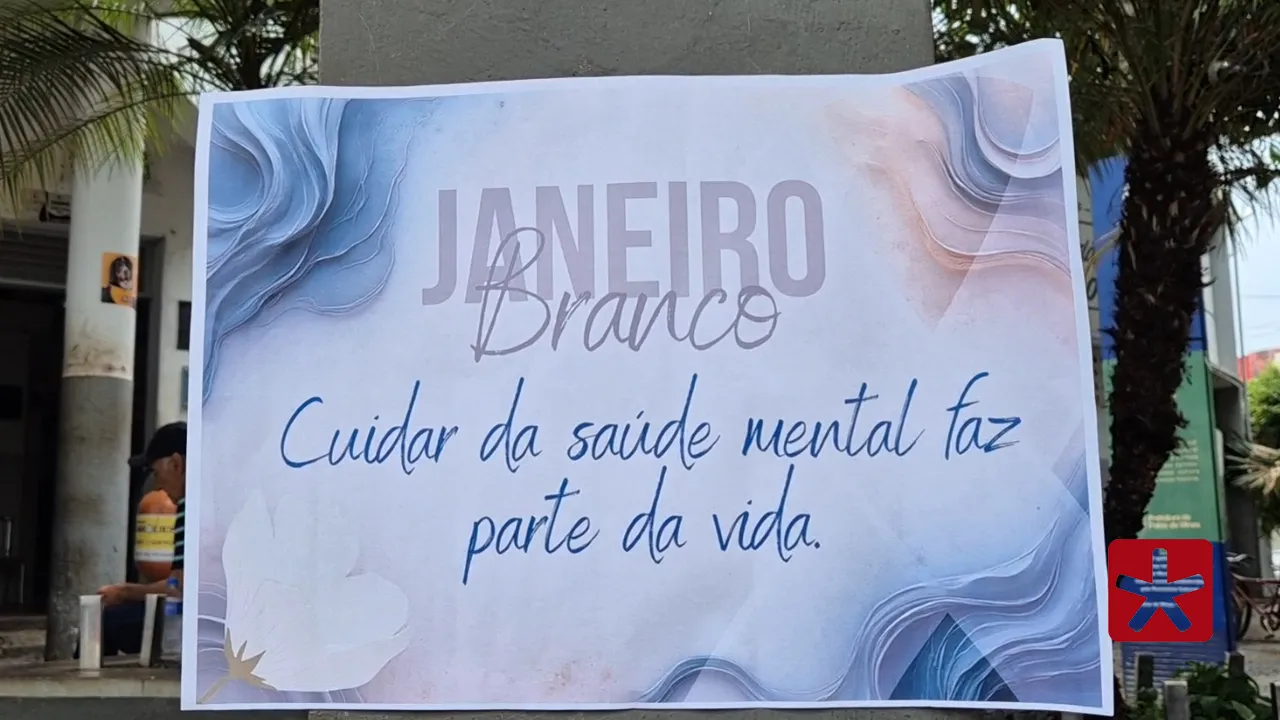 JANEIRO
Branco
Cuidar da saúde mental faz
parte da vida.